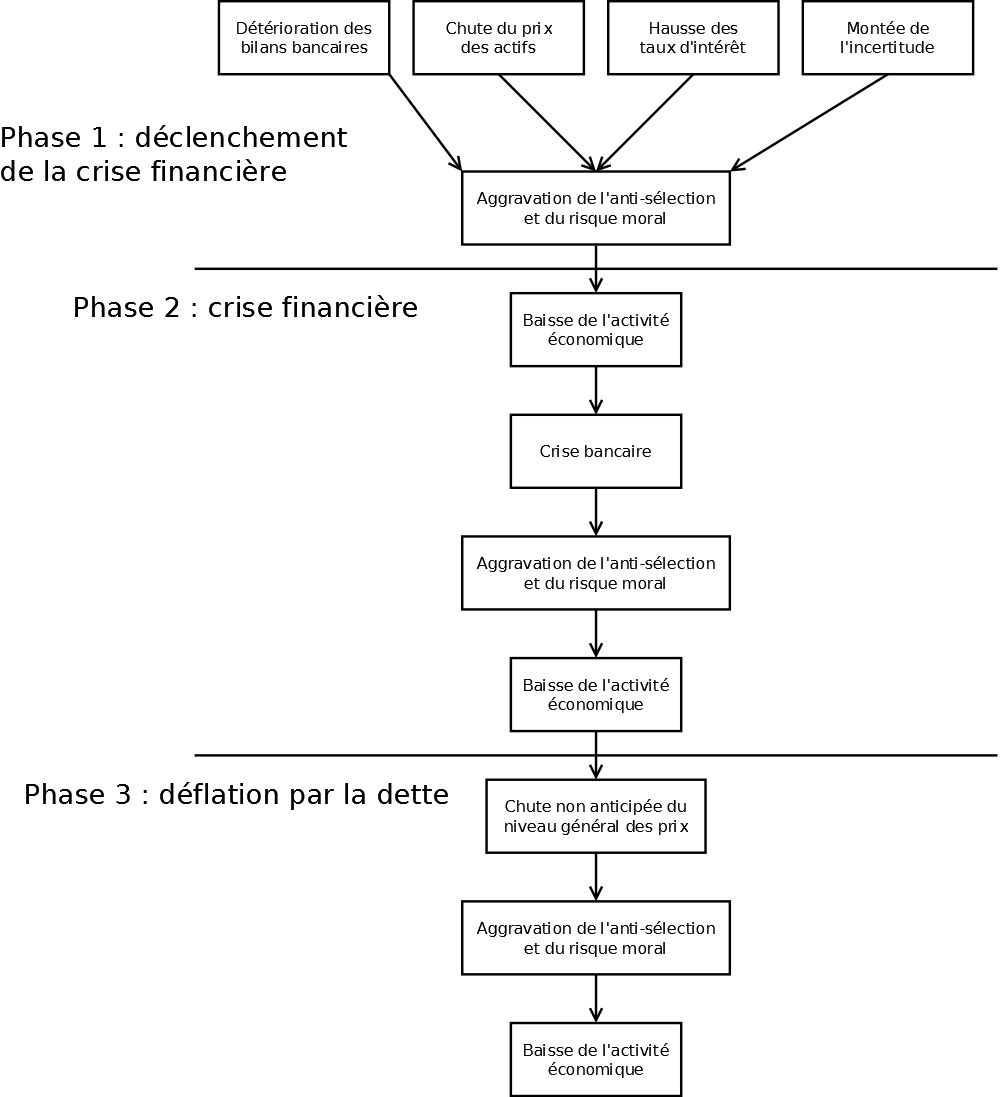 Détérioration des
bilans bancaires
Chute du prix
des actifs
Hausse des
taux d'intérêt
Montée de
l'incertitude
Phase 1 : déclenchement
de la crise financière
Aggravation de l'anti-sélection
et du risque moral
Phase 2 : crise financière
Baisse de l'activité
économique
Crise bancaire
Aggravation de l'anti-sélection
et du risque moral
Baisse de l'activité
économique
Phase 3 : déflation par la dette
Chute non anticipée du
niveau général des prix
Aggravation de l'anti-sélection
et du risque moral
Baisse de l'activité
économique